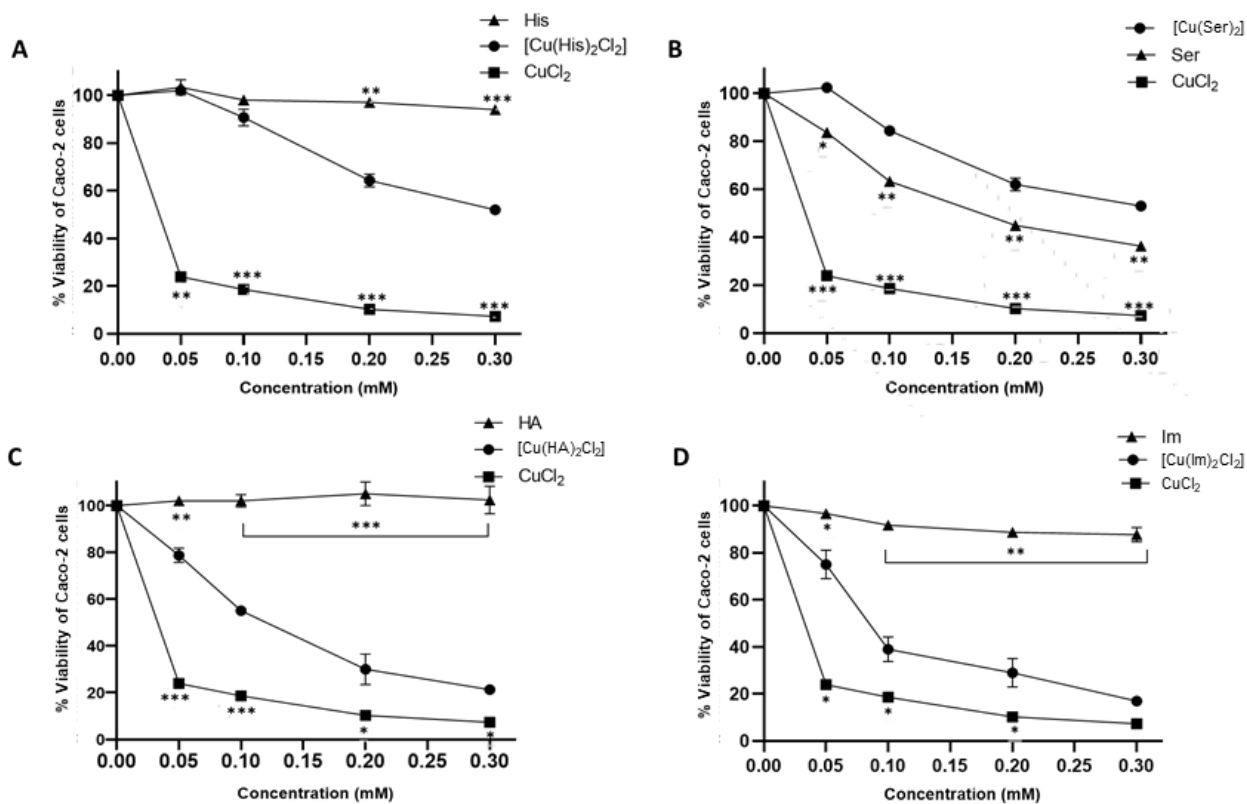 A
His
[Cu(His)₂Cl₂]
CuCl₂
% Viability of Caco-2 cells
100
80
60
40
20
0
**
***
**
***
***
***
0.00 0.05 0.10 0.15 0.20 0.25 0.30
Concentration (mM)
B
[Cu(Ser)₂]
Ser
CuCl₂
% Viability of Caco-2 cells
100
80
60
40
20
0
*
**
**
**
***
***
***
***
0.00 0.05 0.10 0.15 0.20 0.25 0.30
Concentration (mM)
C
HA
[Cu(HA)₂Cl₂]
CuCl₂
% Viability of Caco-2 cells
100
80
60
40
20
0
**
***
***
***
*
*
0.00 0.05 0.10 0.15 0.20 0.25 0.30
Concentration (mM)
D
Im
[Cu(Im)₂Cl₂]
CuCl₂
% Viability of Caco-2 cells
100
80
60
40
20
0
*
**
*
*
*
0.00 0.05 0.10 0.15 0.20 0.25 0.30
Concentration (mM)